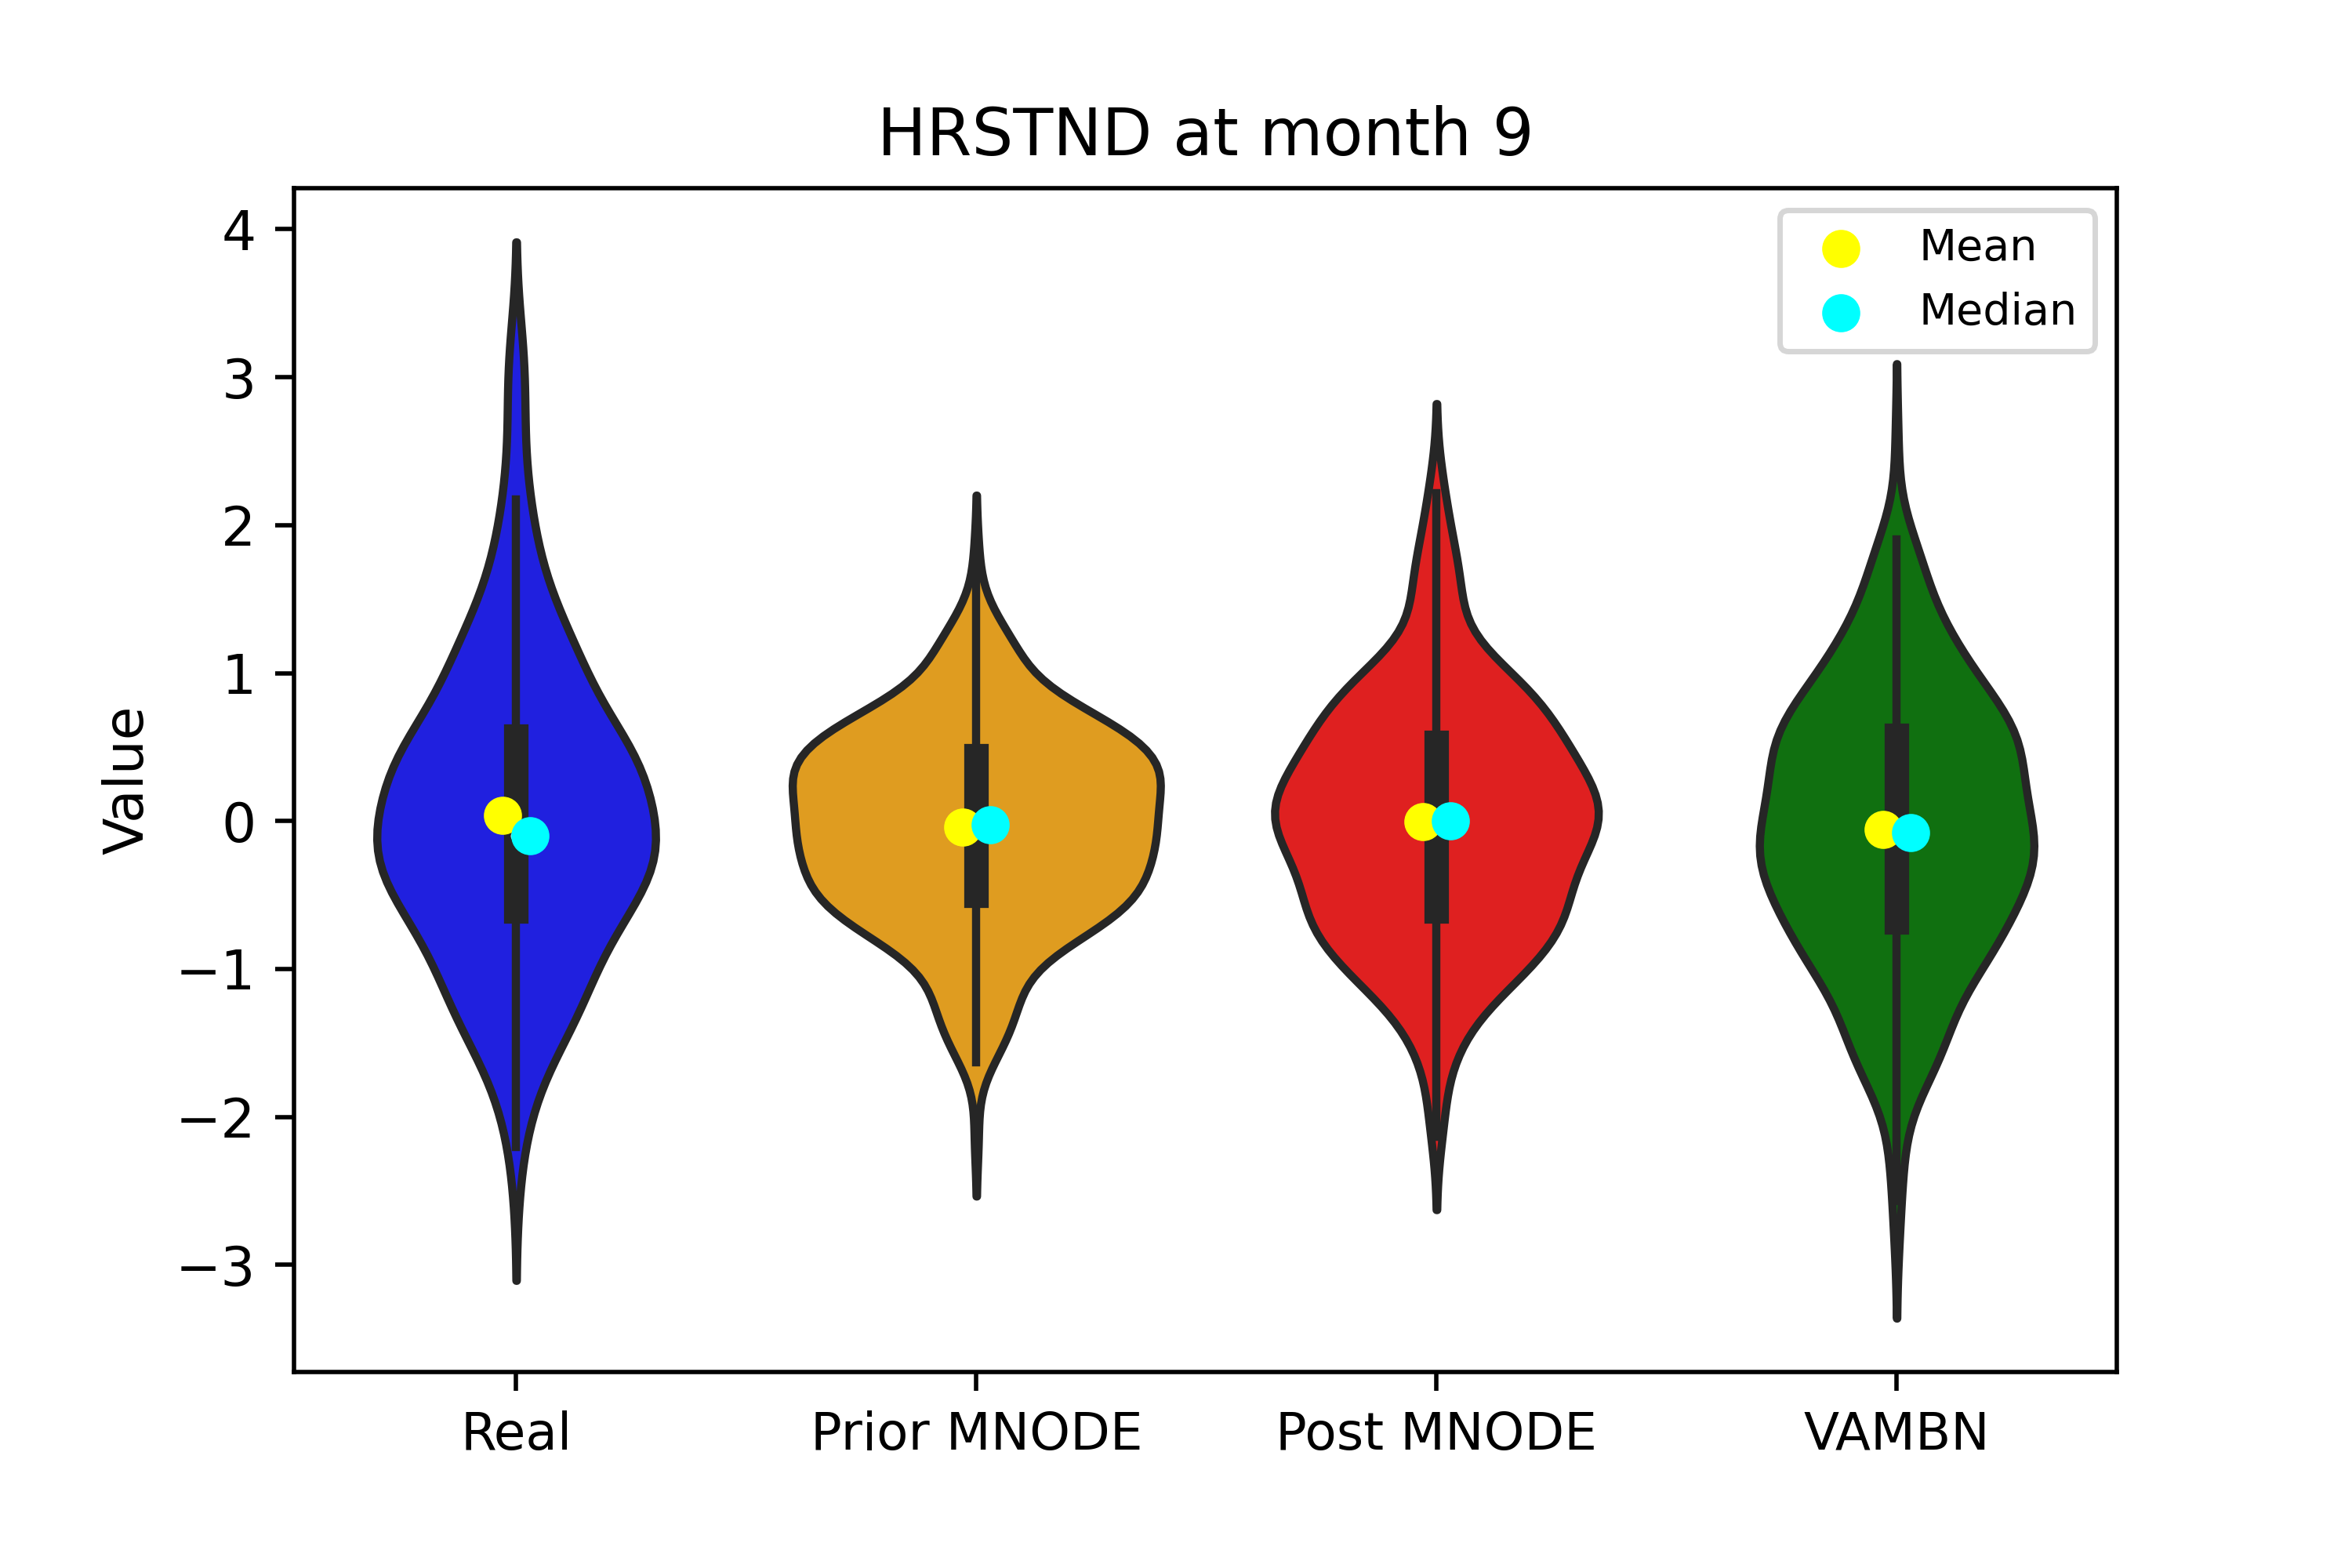 HRSTND at month 9
Mean
Median
Value
4
3
2
1
0
−1
−2
−3
Real
Prior MNODE
Post MNODE
VAMBN